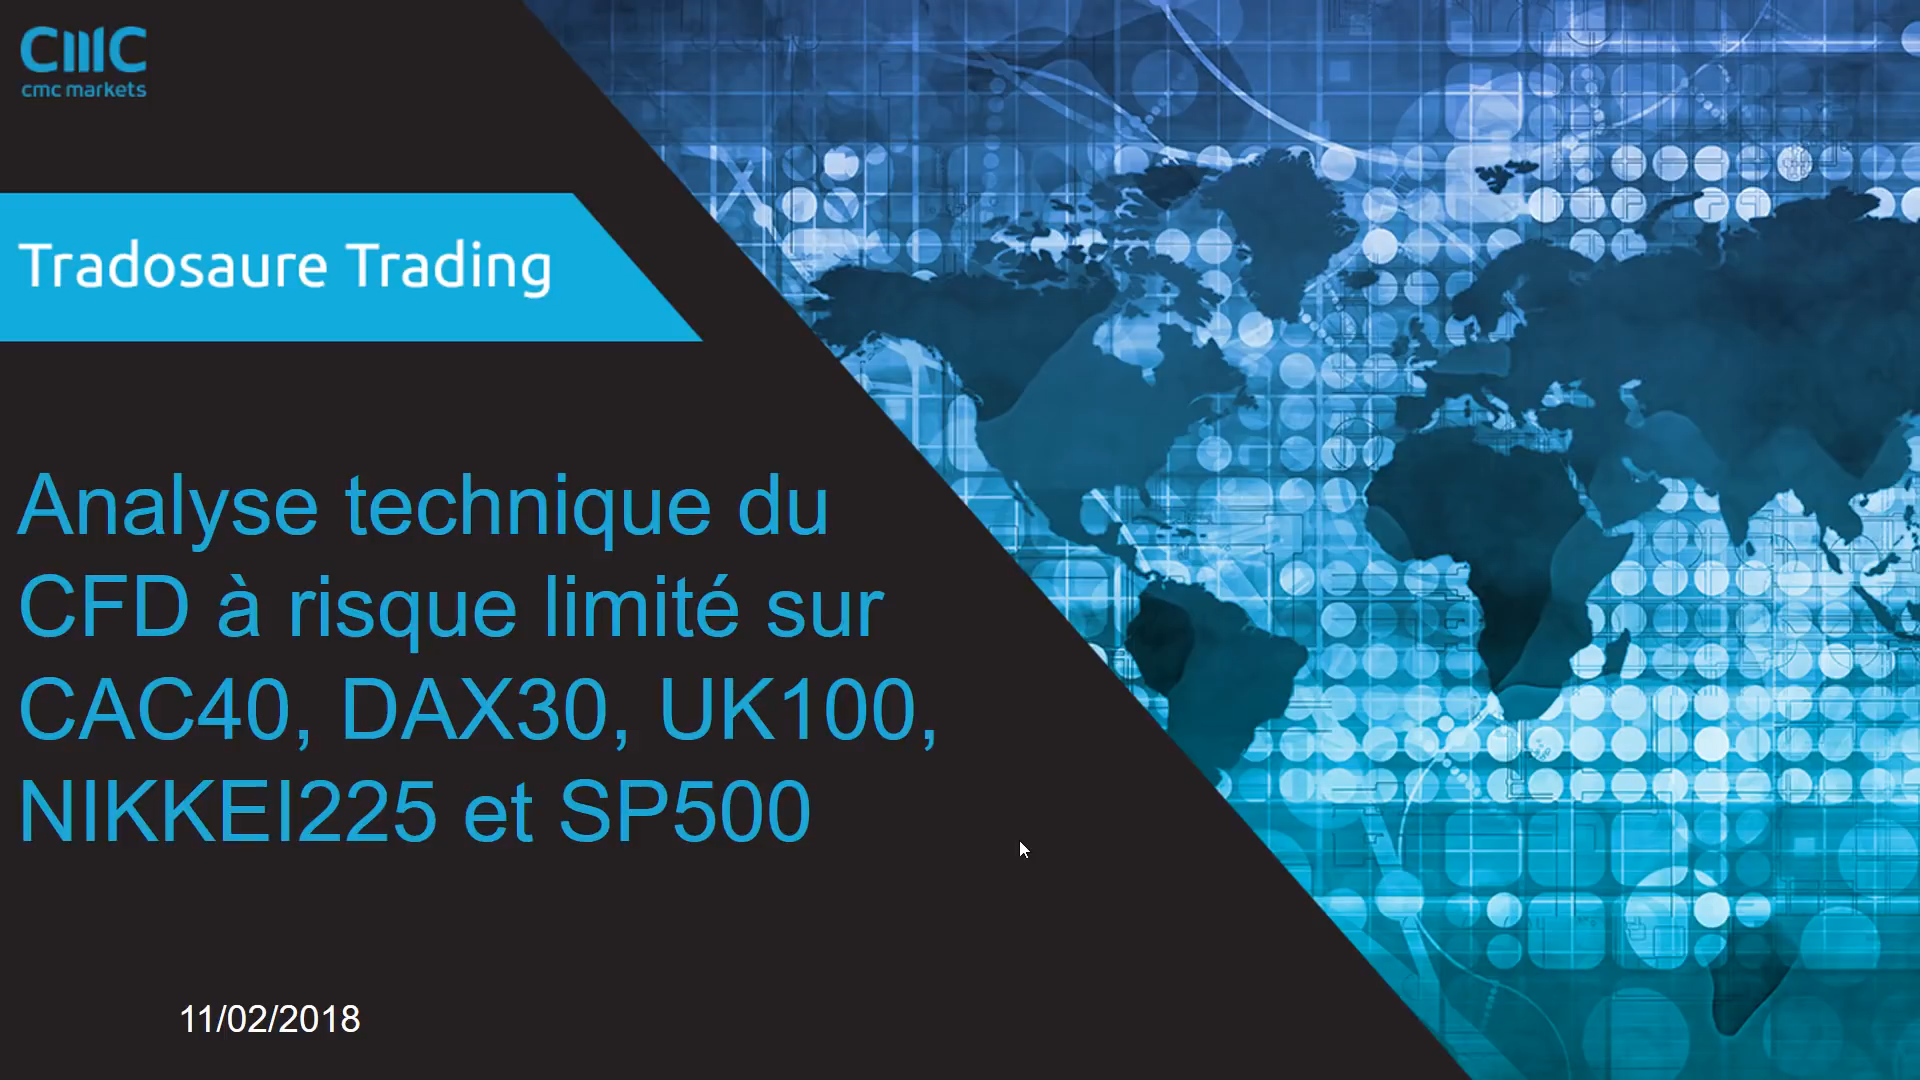 CMC
cmc markets
Tradosaure Trading
Analyse technique du
CFD à risque limité sur
CAC40, DAX30, UK100,
NIKKEI225 et SP500
11/02/2018